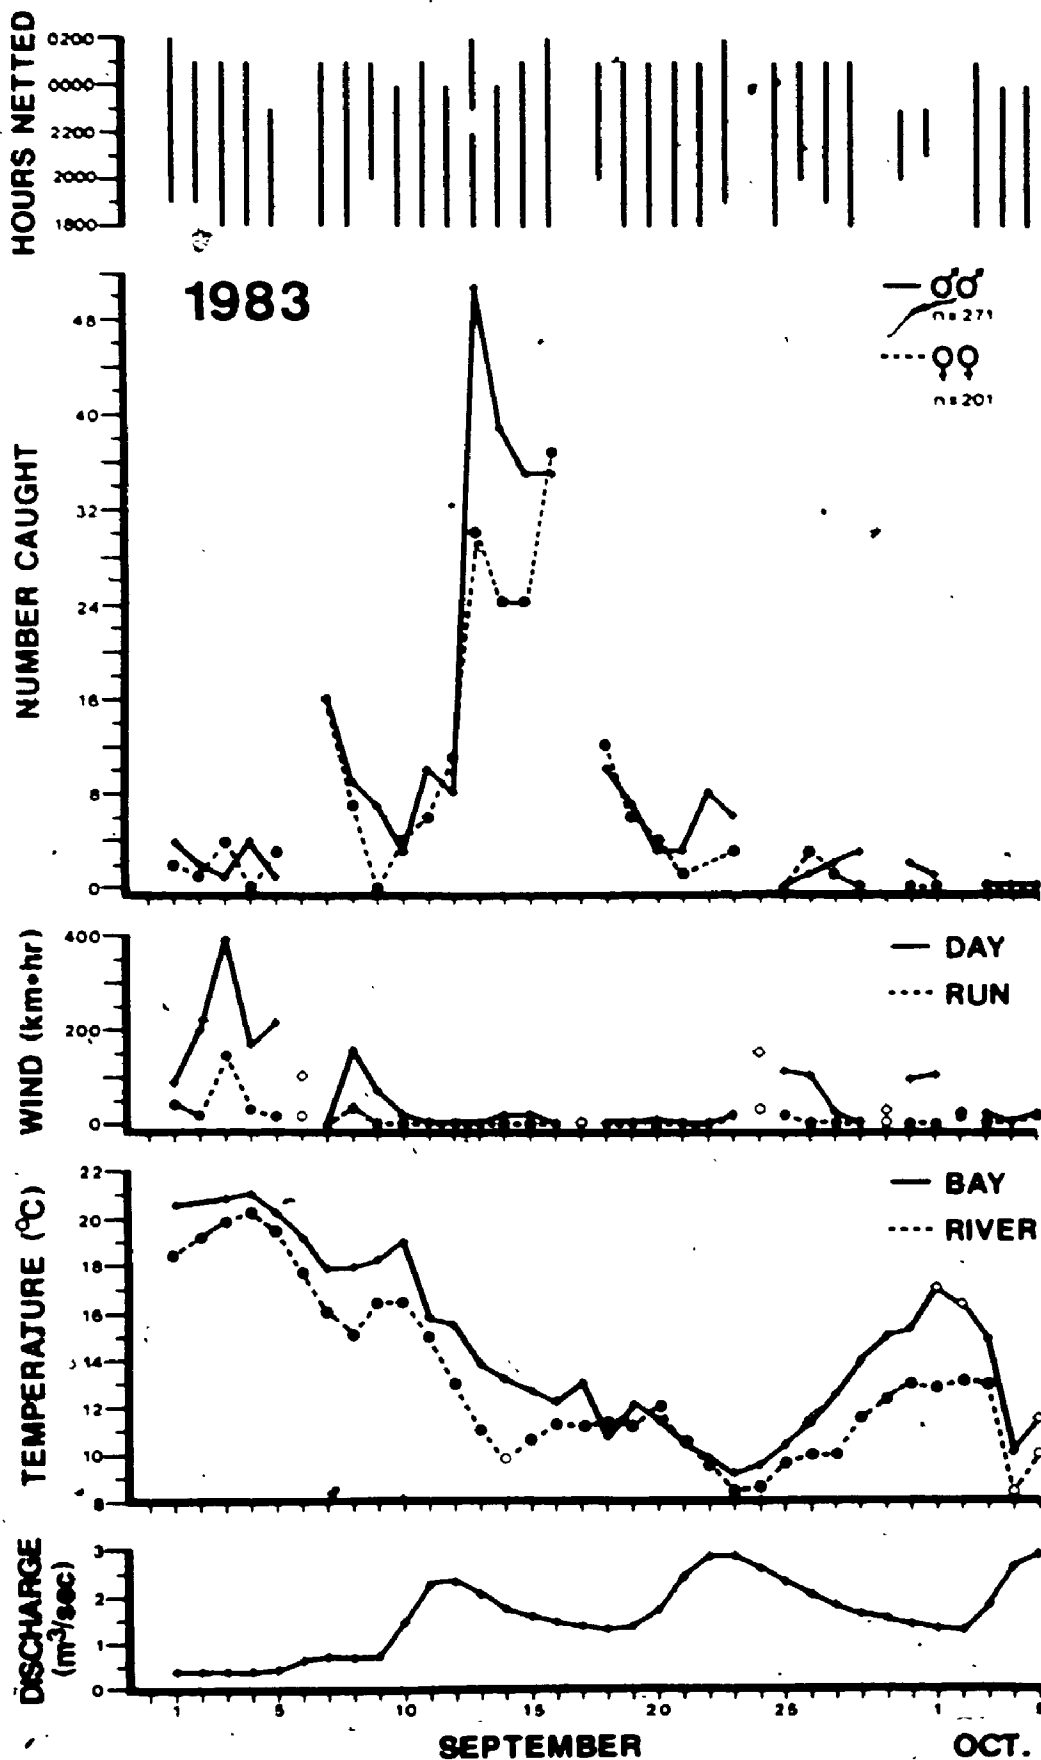 HOURS NETTED
0200
0000
2200
2000
1800
1983
♂♂
n=271
♀♀
n=201
NUMBER CAUGHT
48
40
32
24
16
8
0
WIND (km•hr)
400
200
0
DAY
RUN
TEMPERATURE (°C)
22
20
18
16
14
12
10
8
BAY
RIVER
DISCHARGE
(m³/sec)
3
2
1
0
1 5 10 15 20 25 1
SEPTEMBER OCT.